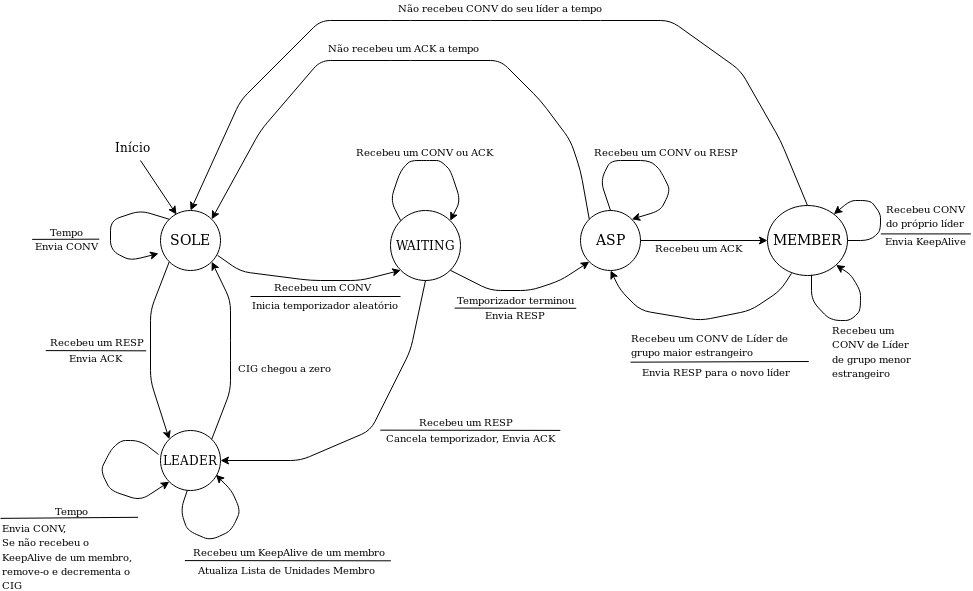 Não recebeu CONV do seu líder a tempo
Não recebeu um ACK a tempo
Início
Recebeu um CONV ou ACK
Recebeu um CONV ou RESP
Tempo
Envia CONV
SOLE
WAITING
ASP
MEMBER
Recebeu CONV
do próprio líder
Envia KeepAlive
Recebeu um ACK
Recebeu um CONV
Inicia temporizador aleatório
Temporizador terminou
Envia RESP
Recebeu um RESP
Envia ACK
CIG chegou a zero
Recebeu um CONV de Líder de
grupo maior estrangeiro
Envia RESP para o novo líder
Recebeu um
CONV de Líder
de grupo menor
estrangeiro
Recebeu um RESP
Cancela temporizador, Envia ACK
LEADER
Tempo
Envia CONV,
Se não recebeu o
KeepAlive de um membro,
remove-o e decrementa o
CIG
Recebeu um KeepAlive de um membro
Atualiza Lista de Unidades Membro